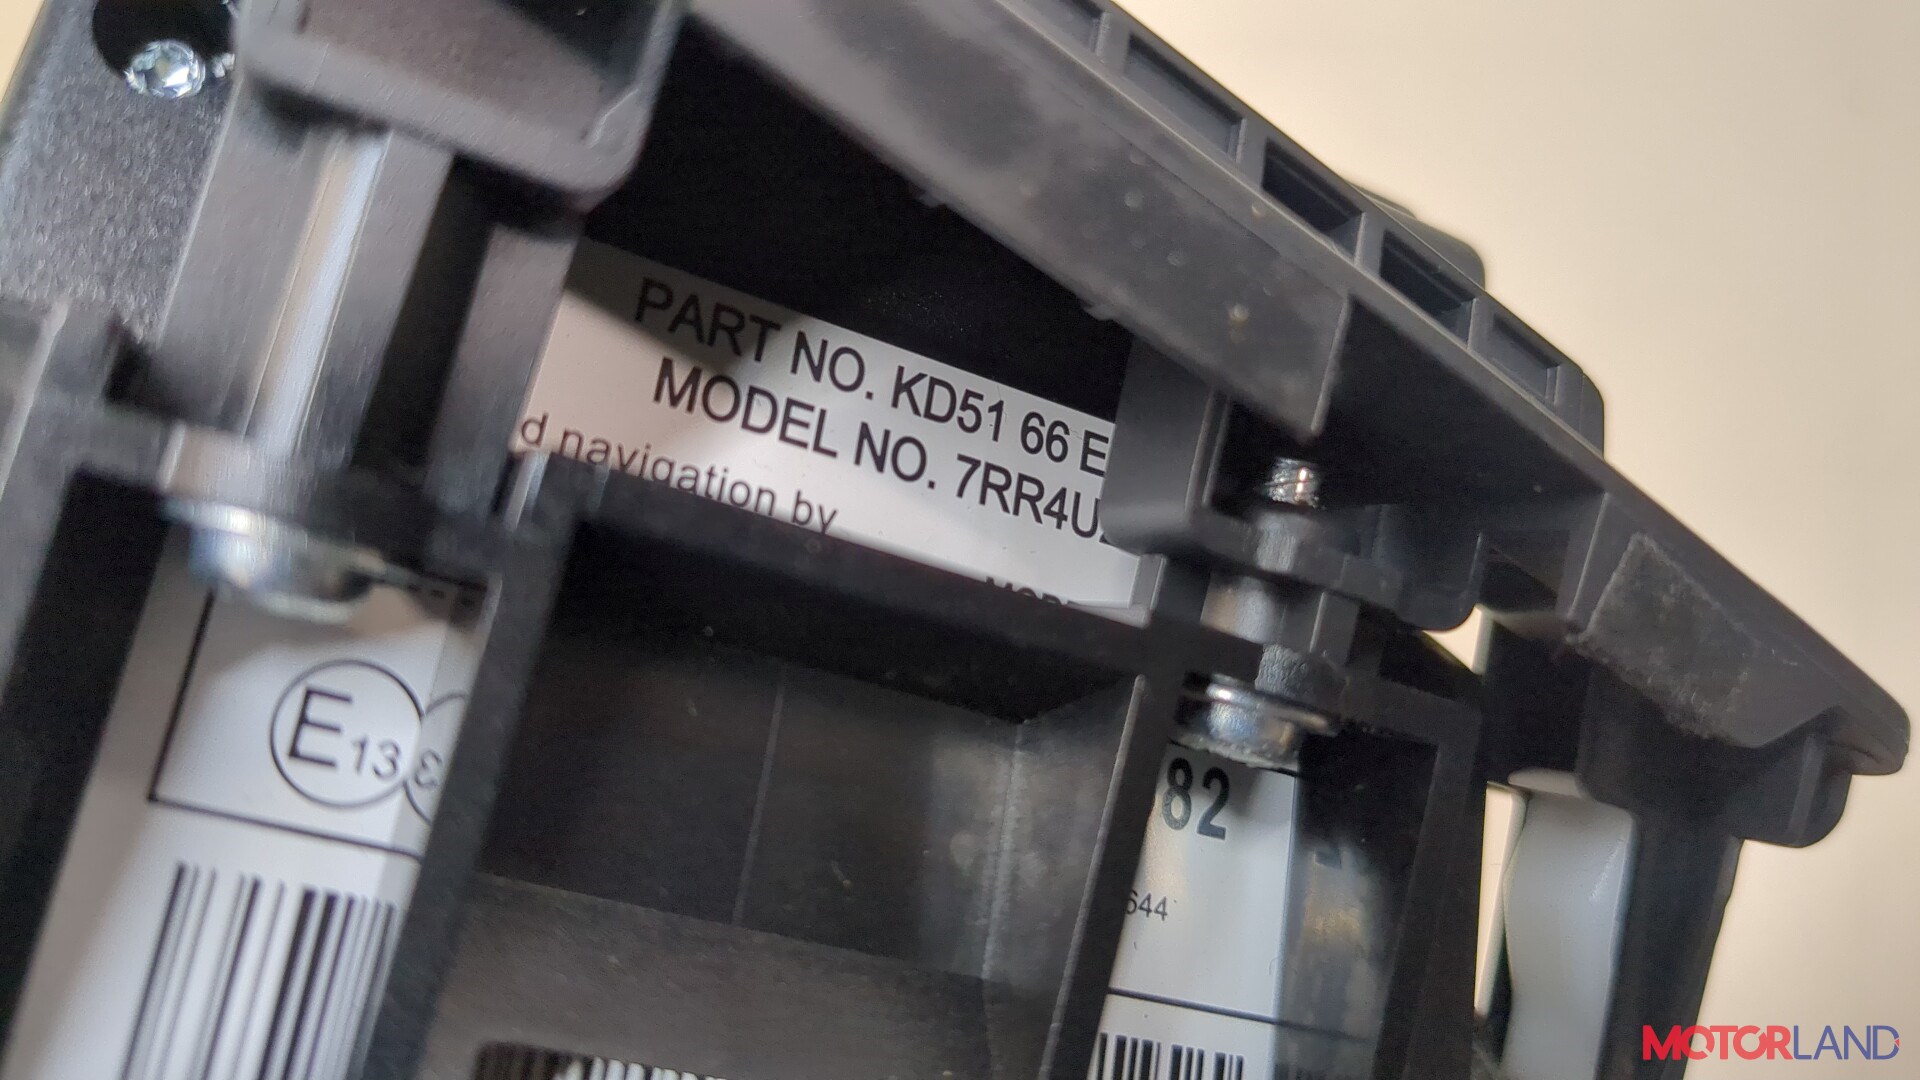 PART NO. KD51 66 E
MODEL NO. 7RR4U
d navigation by
E13
82
644
MOTORLAND